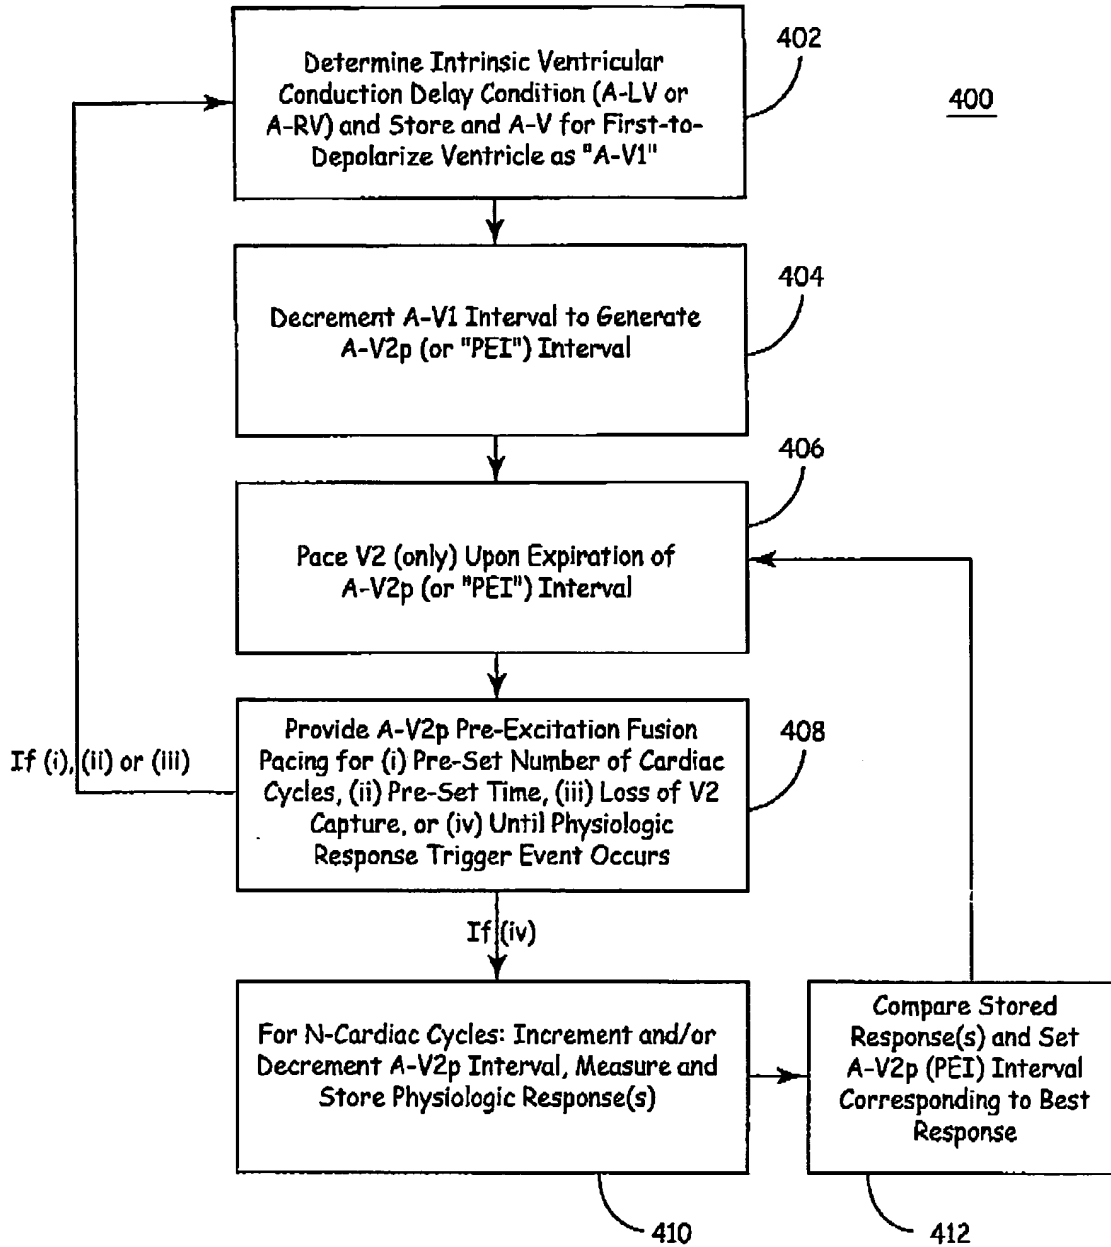 402
400
Determine Intrinsic Ventricular
Conduction Delay Condition (A-LV or
A-RV) and Store and A-V for First-to-
Depolarize Ventricle as "A-V1"
404
Decrement A-V1 Interval to Generate
A-V2p (or "PEI") Interval
406
Pace V2 (only) Upon Expiration of
A-V2p (or "PEI") Interval
408
Provide A-V2p Pre-Excitation Fusion
Pacing for (i) Pre-Set Number of Cardiac
Cycles, (ii) Pre-Set Time, (iii) Loss of V2
Capture, or (iv) Until Physiologic
Response Trigger Event Occurs
If (i), (ii) or (iii)
If (iv)
For N-Cardiac Cycles: Increment and/or
Decrement A-V2p Interval, Measure and
Store Physiologic Response(s)
410
Compare Stored
Response(s) and Set
A-V2p (PEI) Interval
Corresponding to Best
Response
412